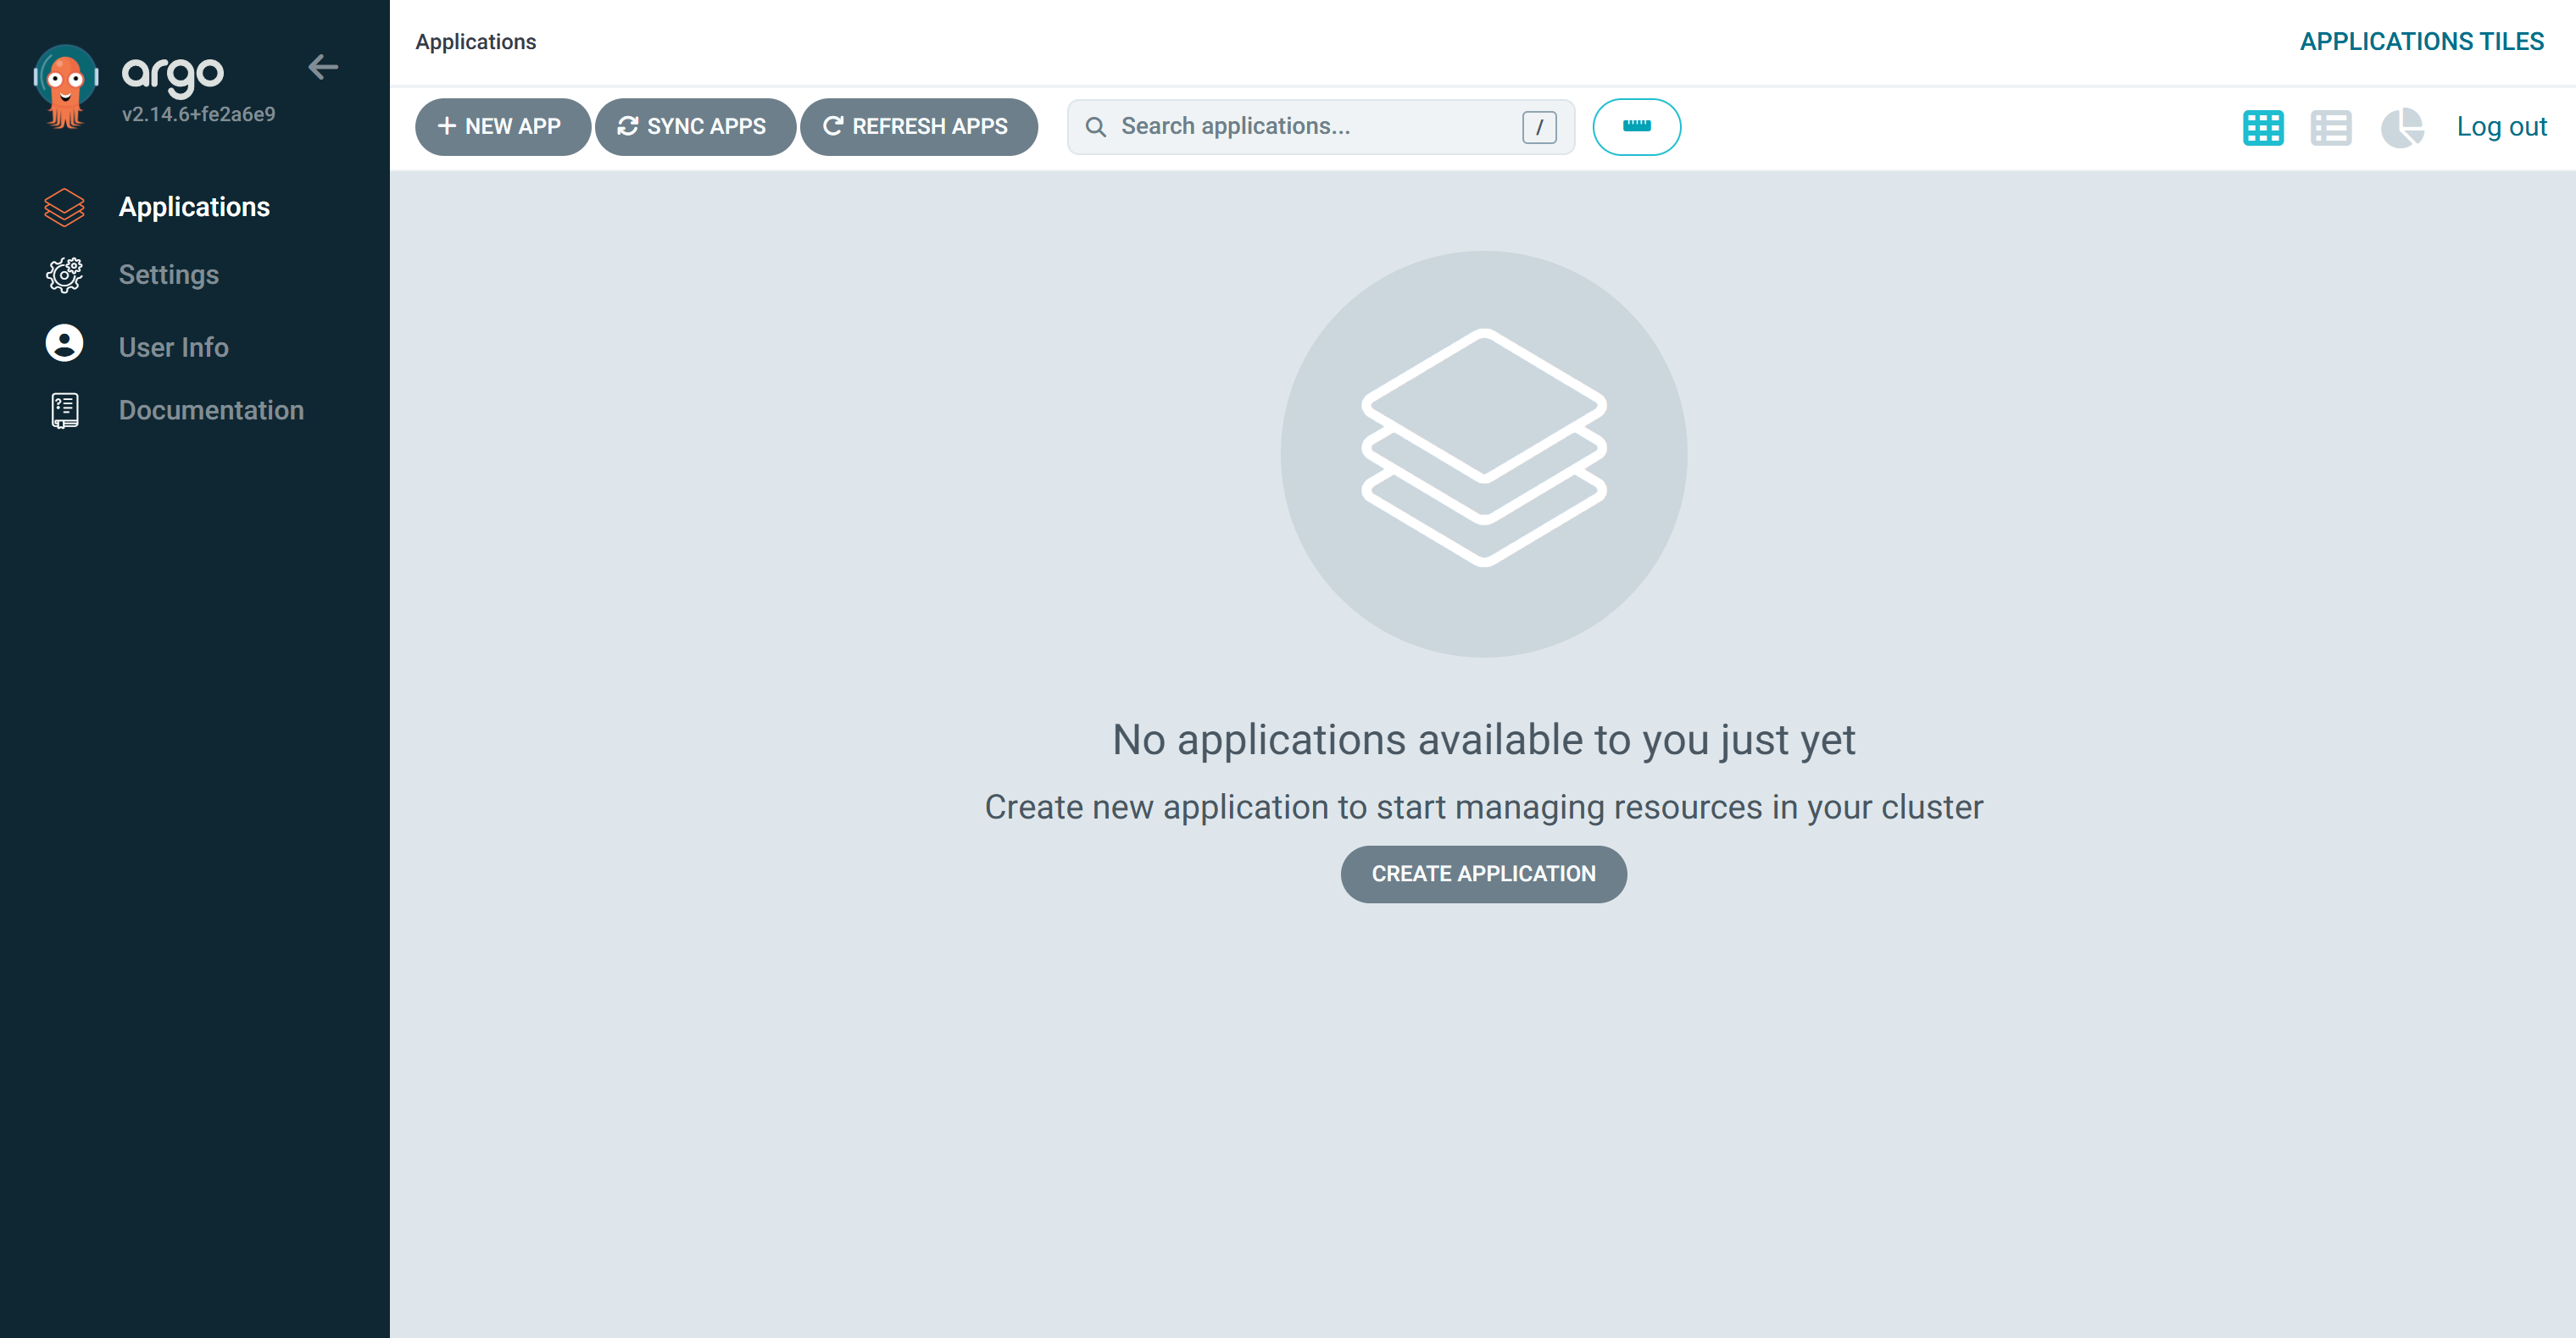 argo
v2.14.6+fe2a6e9
Applications
Settings
User Info
Documentation
Applications
APPLICATIONS TILES
NEW APP
SYNC APPS
REFRESH APPS
Search applications...
/
Log out
No applications available to you just yet
Create new application to start managing resources in your cluster
CREATE APPLICATION